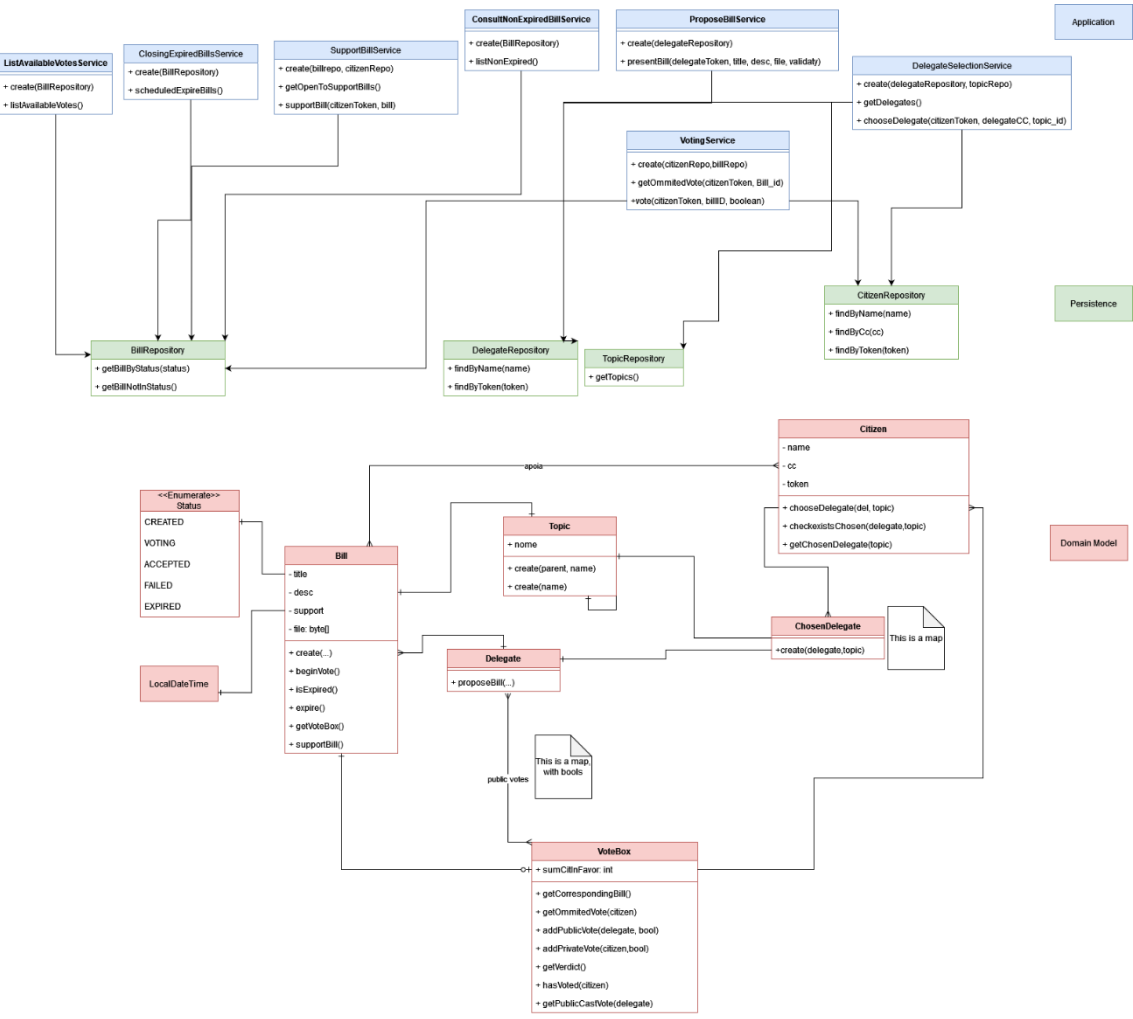 ListAvailableVotesService
+ create(BillRepository)
+ listAvailableVotes()
ClosingExpiredBillsService
+ create(BillRepository)
+ scheduledExpireBills()
SupportBillService
+ create(billrepo, citizenRepo)
+ getOpenToSupportBills()
+ supportBill(citizenToken, bill)
ConsultNonExpiredBillService
+ create(BillRepository)
+ listNonExpired()
ProposeBillService
+ create(delegateRepository)
+ presentBill(delegateToken, title, desc, file, validaty)
Application
DelegateSelectionService
+ create(delegateRepository, topicRepo)
+ getDelegates()
+ chooseDelegate(citizenToken, delegateCC, topic_id)
VotingService
+ create(citizenRepo,billRepo)
+ getOmmitedVote(citizenToken, Bill_id)
+vote(citizenToken, billID, boolean)
BillRepository
+ getBillByStatus(status)
+ getBillNotInStatus()
DelegateRepository
+ findByName(name)
+ findByToken(token)
TopicRepository
+ getTopics()
CitizenRepository
+ findByName(name)
+ findByCc(cc)
+ findByToken(token)
Persistence
Citizen
- name
- cc
- token
+ chooseDelegate(del, topic)
+ checkexistsChosen(delegate,topic)
+ getChosenDelegate(topic)
apoia
<<Enumerate>>
Status
CREATED
VOTING
ACCEPTED
FAILED
EXPIRED
Bill
- title
- desc
- support
- file: byte[]
+ create(...)
+ beginVote()
+ isExpired()
+ expire()
+ getVoteBox()
+ supportBill()
Topic
+ nome
+ create(parent, name)
+ create(name)
Domain Model
ChosenDelegate
+create(delegate,topic)
This is a map
LocalDateTime
Delegate
+ proposeBill(...)
This is a map,
with bools
public votes
VoteBox
+ sumCitInFavor: int
+ getCorrespondingBill()
+ getOmmitedVote(citizen)
+ addPublicVote(delegate, bool)
+ addPrivateVote(citizen,bool)
+ getVerdict()
+ hasVoted(citizen)
+ getPublicCastVote(delegate)